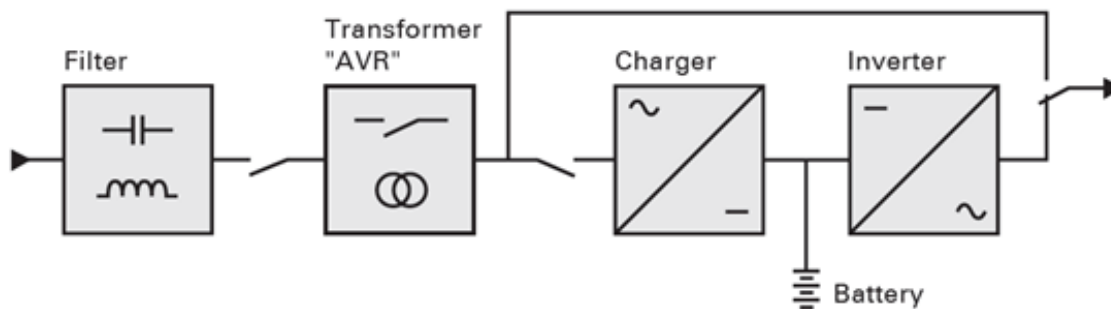 Transformer
"AVR"
Filter
Charger
Inverter
Battery